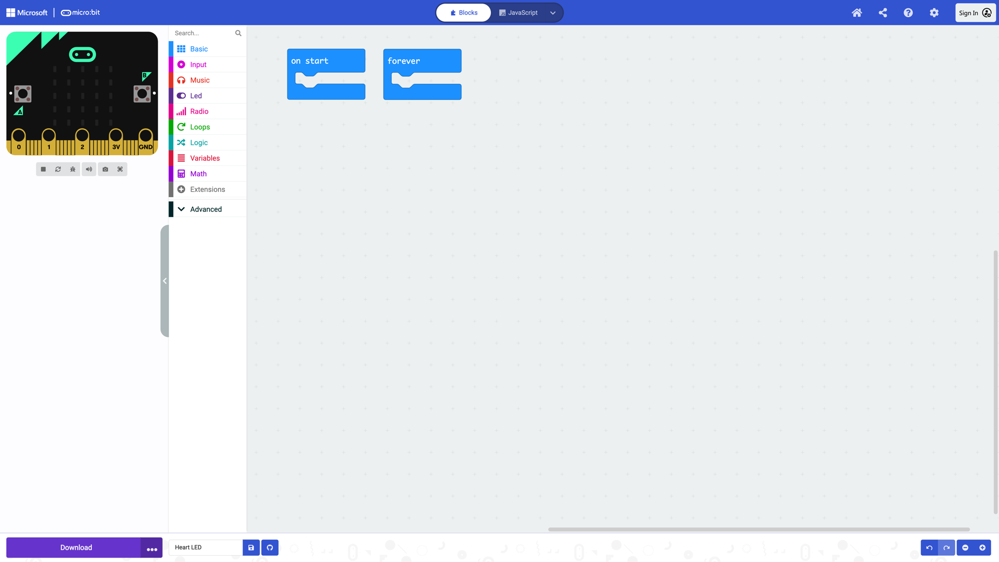 Microsoft | micro:bit
Blocks
JS JavaScript
Sign In
Search...
Basic
Input
Music
Led
Radio
Loops
Logic
Variables
Math
Extensions
Advanced
on start
forever
B
A
0 1 2 3V GND
Download
Heart LED